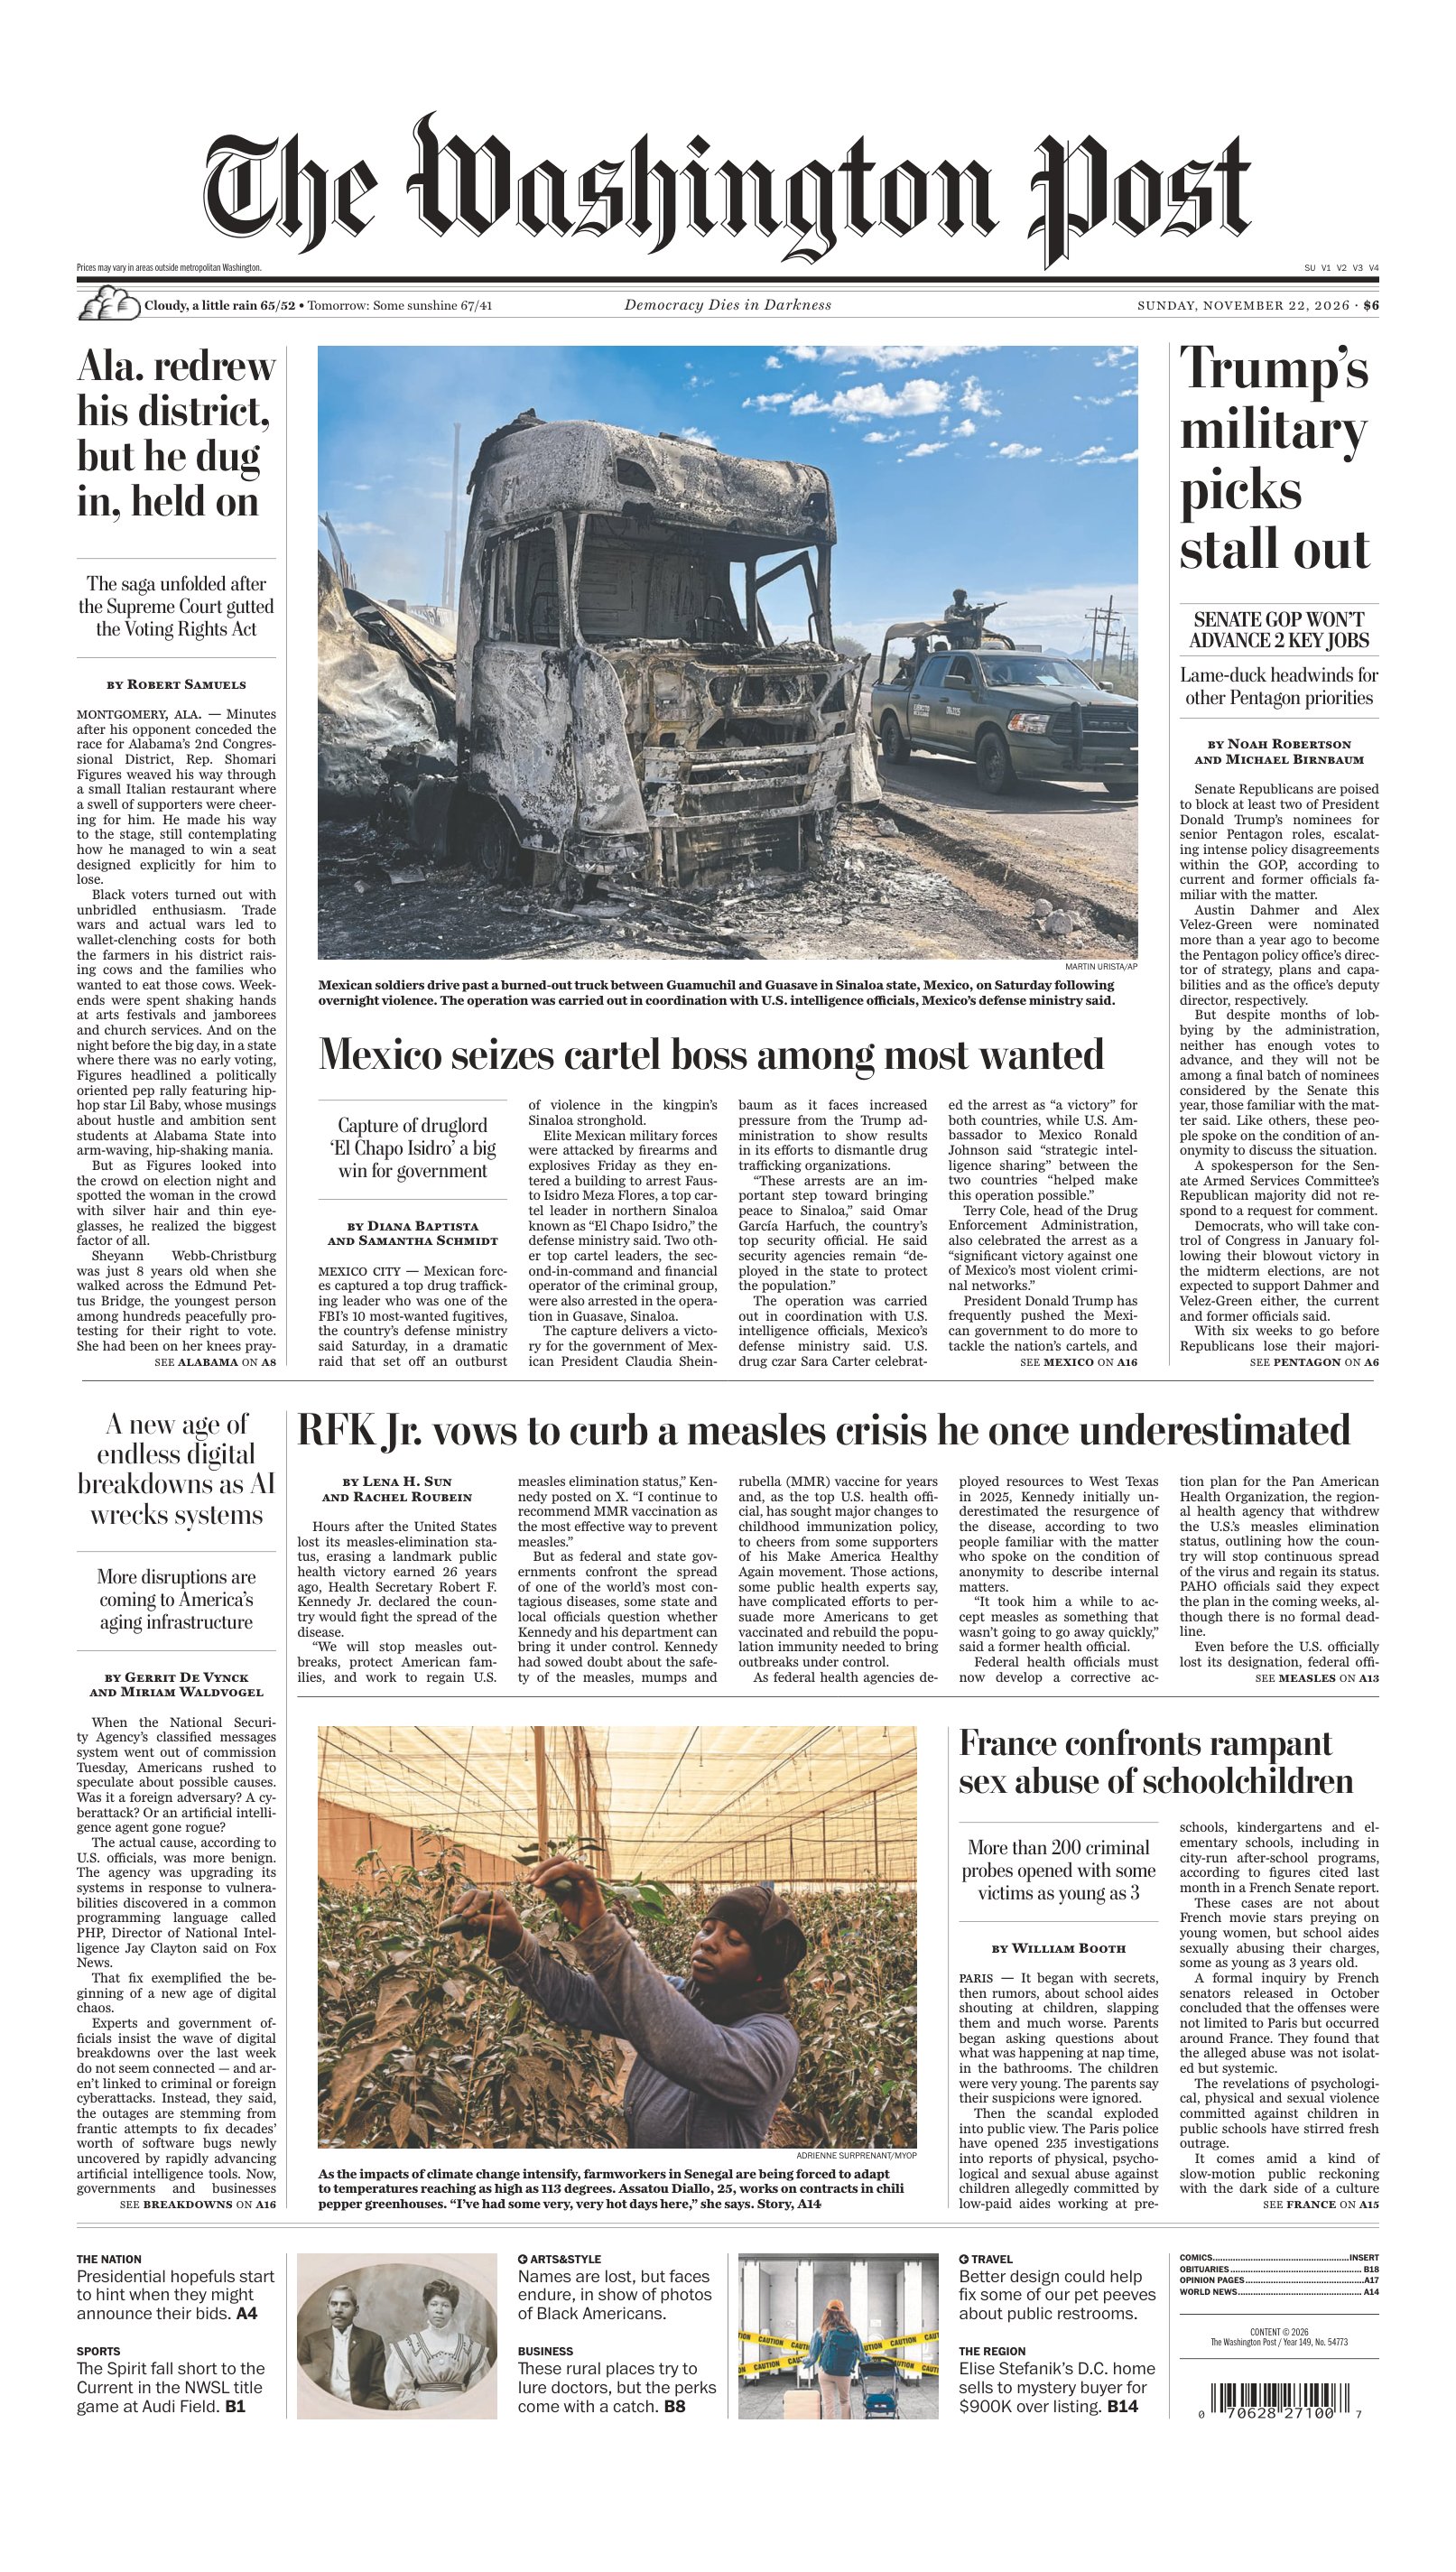 The Washington Post
Prices may vary in areas outside metropolitan Washington.
SU V1 V2 V3 V4
Cloudy, a little rain 65/52 • Tomorrow: Some sunshine 67/41
Democracy Dies in Darkness
SUNDAY, NOVEMBER 22, 2026 · $6
Ala. redrew
his district,
but he dug
in, held on
The saga unfolded after
the Supreme Court gutted
the Voting Rights Act
BY ROBERT SAMUELS
MONTGOMERY, ALA. — Minutes
after his opponent conceded the
race for Alabama's 2nd Congres-
sional District, Rep. Shomari
Figures weaved his way through
a small Italian restaurant where
a swell of supporters were cheer-
ing for him. He made his way
to the stage, still contemplating
how he managed to win a seat
designed explicitly for him to
lose.
Black voters turned out with
unbridled enthusiasm. Trade
wars and actual wars led to
wallet-clenching costs for both
the farmers in his district rais-
ing cows and the families who
wanted to eat those cows. Week-
ends were spent shaking hands
at arts festivals and jamborees
and church services. And on the
night before the big day, in a state
where there was no early voting,
Figures headlined a politically
oriented pep rally featuring hip-
hop star Lil Baby, whose musings
about hustle and ambition sent
students at Alabama State into
arm-waving, hip-shaking mania.
But as Figures looked into
the crowd on election night and
spotted the woman in the crowd
with silver hair and thin eye-
glasses, he realized the biggest
factor of all.
Sheyann Webb-Christburg
was just 8 years old when she
walked across the Edmund Pet-
tus Bridge, the youngest person
among hundreds peacefully pro-
testing for their right to vote.
She had been on her knees pray-
SEE ALABAMA ON A8
MARTIN URISTA/AP
Mexican soldiers drive past a burned-out truck between Guamuchil and Guasave in Sinaloa state, Mexico, on Saturday following
overnight violence. The operation was carried out in coordination with U.S. intelligence officials, Mexico's defense ministry said.
Mexico seizes cartel boss among most wanted
Capture of druglord
'El Chapo Isidro' a big
win for government
BY DIANA BAPTISTA
AND SAMANTHA SCHMIDT
MEXICO CITY — Mexican forc-
es captured a top drug traffick-
ing leader who was one of the
FBI's 10 most-wanted fugitives,
the country's defense ministry
said Saturday, in a dramatic
raid that set off an outburst
of violence in the kingpin's
Sinaloa stronghold.
Elite Mexican military forces
were attacked by firearms and
explosives Friday as they en-
tered a building to arrest Faus-
to Isidro Meza Flores, a top car-
tel leader in northern Sinaloa
known as "El Chapo Isidro," the
defense ministry said. Two oth-
er top cartel leaders, the sec-
ond-in-command and financial
operator of the criminal group,
were also arrested in the opera-
tion in Guasave, Sinaloa.
The capture delivers a victo-
ry for the government of Mex-
ican President Claudia Shein-
baum as it faces increased
pressure from the Trump ad-
ministration to show results
in its efforts to dismantle drug
trafficking organizations.
"These arrests are an im-
portant step toward bringing
peace to Sinaloa," said Omar
García Harfuch, the country's
top security official. He said
security agencies remain "de-
ployed in the state to protect
the population."
The operation was carried
out in coordination with U.S.
intelligence officials, Mexico's
defense ministry said. U.S.
drug czar Sara Carter celebrat-
ed the arrest as "a victory" for
both countries, while U.S. Am-
bassador to Mexico Ronald
Johnson said "strategic intel-
ligence sharing" between the
two countries "helped make
this operation possible."
Terry Cole, head of the Drug
Enforcement Administration,
also celebrated the arrest as a
"significant victory against one
of Mexico's most violent crimi-
nal networks."
President Donald Trump has
frequently pushed the Mexi-
can government to do more to
tackle the nation's cartels, and
SEE MEXICO ON A16
Trump's
military
picks
stall out
SENATE GOP WON'T
ADVANCE 2 KEY JOBS
Lame-duck headwinds for
other Pentagon priorities
BY NOAH ROBERTSON
AND MICHAEL BIRNBAUM
Senate Republicans are poised
to block at least two of President
Donald Trump's nominees for
senior Pentagon roles, escalat-
ing intense policy disagreements
within the GOP, according to
current and former officials fa-
miliar with the matter.
Austin Dahmer and Alex
Velez-Green were nominated
more than a year ago to become
the Pentagon policy office's direc-
tor of strategy, plans and capa-
bilities and as the office's deputy
director, respectively.
But despite months of lob-
bying by the administration,
neither has enough votes to
advance, and they will not be
among a final batch of nominees
considered by the Senate this
year, those familiar with the mat-
ter said. Like others, these peo-
ple spoke on the condition of an-
onymity to discuss the situation.
A spokesperson for the Sen-
ate Armed Services Committee's
Republican majority did not re-
spond to a request for comment.
Democrats, who will take con-
trol of Congress in January fol-
lowing their blowout victory in
the midterm elections, are not
expected to support Dahmer and
Velez-Green either, the current
and former officials said.
With six weeks to go before
Republicans lose their majori-
SEE PENTAGON ON A6
A new age of
endless digital
breakdowns as AI
wrecks systems
More disruptions are
coming to America's
aging infrastructure
BY GERRIT DE VYNCK
AND MIRIAM WALDVOGEL
When the National Securi-
ty Agency's classified messages
system went out of commission
Tuesday, Americans rushed to
speculate about possible causes.
Was it a foreign adversary? A cy-
berattack? Or an artificial intelli-
gence agent gone rogue?
The actual cause, according to
U.S. officials, was more benign.
The agency was upgrading its
systems in response to vulnera-
bilities discovered in a common
programming language called
PHP, Director of National Intel-
ligence Jay Clayton said on Fox
News.
That fix exemplified the be-
ginning of a new age of digital
chaos.
Experts and government of-
ficials insist the wave of digital
breakdowns over the last week
do not seem connected — and ar-
en't linked to criminal or foreign
cyberattacks. Instead, they said,
the outages are stemming from
frantic attempts to fix decades'
worth of software bugs newly
uncovered by rapidly advancing
artificial intelligence tools. Now,
governments and businesses
SEE BREAKDOWNS ON A16
RFK Jr. vows to curb a measles crisis he once underestimated
BY LENA H. SUN
AND RACHEL ROUBEIN
Hours after the United States
lost its measles-elimination sta-
tus, erasing a landmark public
health victory earned 26 years
ago, Health Secretary Robert F.
Kennedy Jr. declared the coun-
try would fight the spread of the
disease.
"We will stop measles out-
breaks, protect American fam-
ilies, and work to regain U.S.
measles elimination status," Ken-
nedy posted on X. "I continue to
recommend MMR vaccination as
the most effective way to prevent
measles."
But as federal and state gov-
ernments confront the spread
of one of the world's most con-
tagious diseases, some state and
local officials question whether
Kennedy and his department can
bring it under control. Kennedy
had sowed doubt about the safe-
ty of the measles, mumps and
rubella (MMR) vaccine for years
and, as the top U.S. health offi-
cial, has sought major changes to
childhood immunization policy,
to cheers from some supporters
of his Make America Healthy
Again movement. Those actions,
some public health experts say,
have complicated efforts to per-
suade more Americans to get
vaccinated and rebuild the popu-
lation immunity needed to bring
outbreaks under control.
As federal health agencies de-
ployed resources to West Texas
in 2025, Kennedy initially un-
derestimated the resurgence of
the disease, according to two
people familiar with the matter
who spoke on the condition of
anonymity to describe internal
matters.
"It took him a while to ac-
cept measles as something that
wasn't going to go away quickly,"
said a former health official.
Federal health officials must
now develop a corrective ac-
tion plan for the Pan American
Health Organization, the region-
al health agency that withdrew
the U.S.'s measles elimination
status, outlining how the coun-
try will stop continuous spread
of the virus and regain its status.
PAHO officials said they expect
the plan in the coming weeks, al-
though there is no formal dead-
line.
Even before the U.S. officially
lost its designation, federal offi-
SEE MEASLES ON A13
ADRIENNE SURPRENANT/MYOP
As the impacts of climate change intensify, farmworkers in Senegal are being forced to adapt
to temperatures reaching as high as 113 degrees. Assatou Diallo, 25, works on contracts in chili
pepper greenhouses. "I've had some very, very hot days here," she says. Story, A14
France confronts rampant
sex abuse of schoolchildren
More than 200 criminal
probes opened with some
victims as young as 3
BY WILLIAM BOOTH
PARIS — It began with secrets,
then rumors, about school aides
shouting at children, slapping
them and much worse. Parents
began asking questions about
what was happening at nap time,
in the bathrooms. The children
were very young. The parents say
their suspicions were ignored.
Then the scandal exploded
into public view. The Paris police
have opened 235 investigations
into reports of physical, psycho-
logical and sexual abuse against
children allegedly committed by
low-paid aides working at pre-
schools, kindergartens and el-
ementary schools, including in
city-run after-school programs,
according to figures cited last
month in a French Senate report.
These cases are not about
French movie stars preying on
young women, but school aides
sexually abusing their charges,
some as young as 3 years old.
A formal inquiry by French
senators released in October
concluded that the offenses were
not limited to Paris but occurred
around France. They found that
the alleged abuse was not isolat-
ed but systemic.
The revelations of psychologi-
cal, physical and sexual violence
committed against children in
public schools have stirred fresh
outrage.
It comes amid a kind of
slow-motion public reckoning
with the dark side of a culture
SEE FRANCE ON A15
THE NATION
Presidential hopefuls start
to hint when they might
announce their bids. A4
SPORTS
The Spirit fall short to the
Current in the NWSL title
game at Audi Field. B1
ARTS&STYLE
Names are lost, but faces
endure, in show of photos
of Black Americans.
BUSINESS
These rural places try to
lure doctors, but the perks
come with a catch. B8
CAUTION CAUTION CAUTION CAUTION
TRAVEL
Better design could help
fix some of our pet peeves
about public restrooms.
THE REGION
Elise Stefanik's D.C. home
sells to mystery buyer for
$900K over listing. B14
COMICS INSERT
OBITUARIES B18
OPINION PAGES A17
WORLD NEWS A14
CONTENT © 2026
The Washington Post / Year 149, No. 54773
0 70628 27100 7